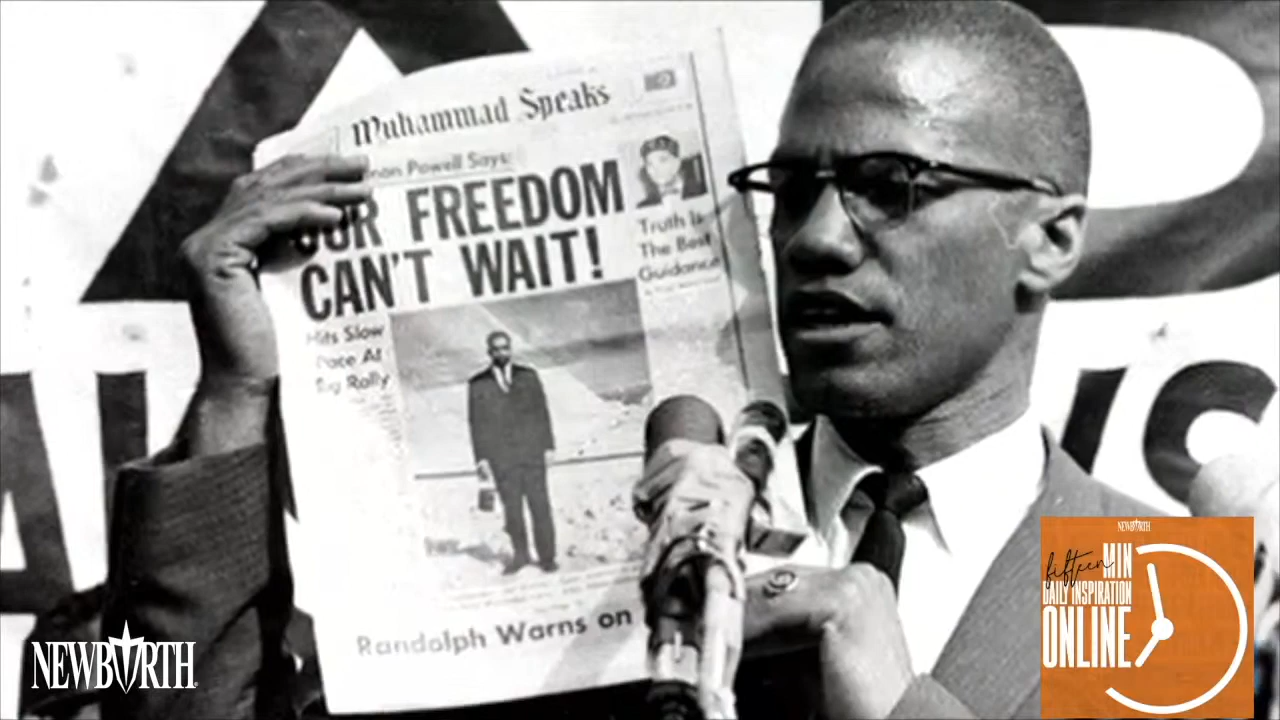 Muhammad Speaks
Powell Says:
OUR FREEDOM
CAN'T WAIT!
Truth Is
The Best
Guidance
Hits Slow
Pace At
Big Rally
Randolph Warns on
NEWBIRTH
NEWBIRTH
fifteen MIN
DAILY INSPIRATION
ONLINE